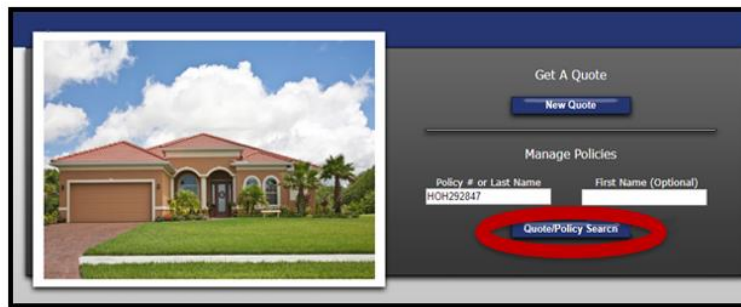 Get A Quote
New Quote
Manage Policies
Policy # or Last Name First Name (Optional)
HOH292847
Quote/Policy Search